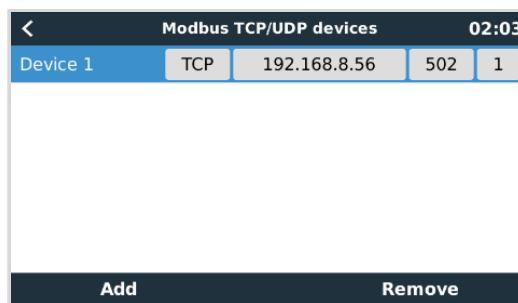 Modbus TCP/UDP devices 02:03
Device 1 TCP 192.168.8.56 502 1
Add Remove